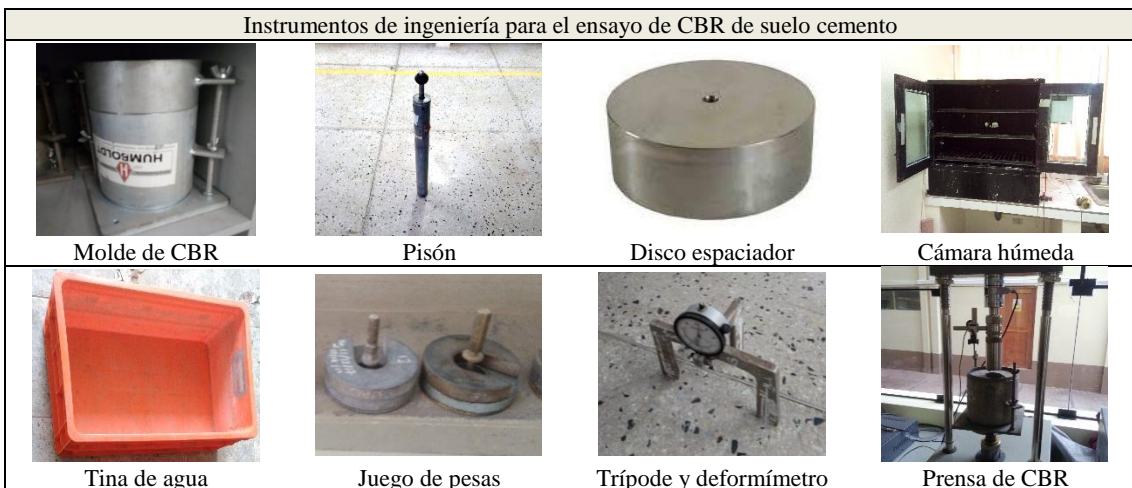 Instrumentos de ingeniería para el ensayo de CBR de suelo cemento
HUMBOLDT
Molde de CBR
Pisón
Disco espaciador
Cámara húmeda
Tina de agua
Juego de pesas
Trípode y deformímetro
Prensa de CBR